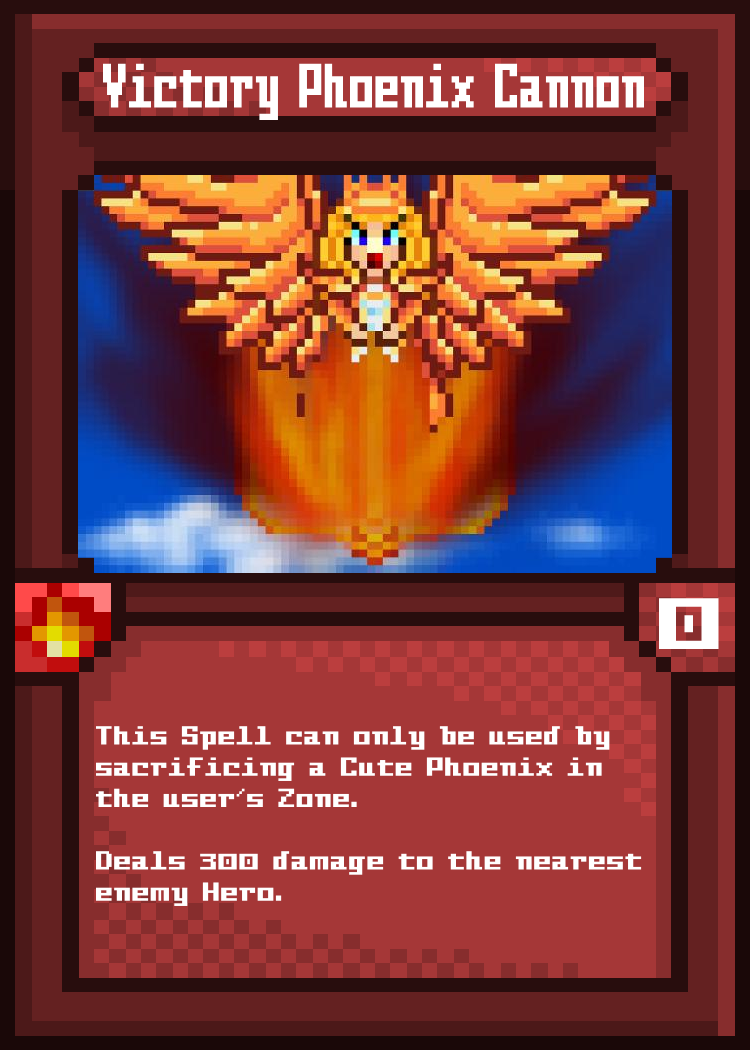 Victory Phoenix Cannon
0
This Spell can only be used by
sacrificing a Cute Phoenix in
the user's Zone.
Deals 300 damage to the nearest
enemy Hero.